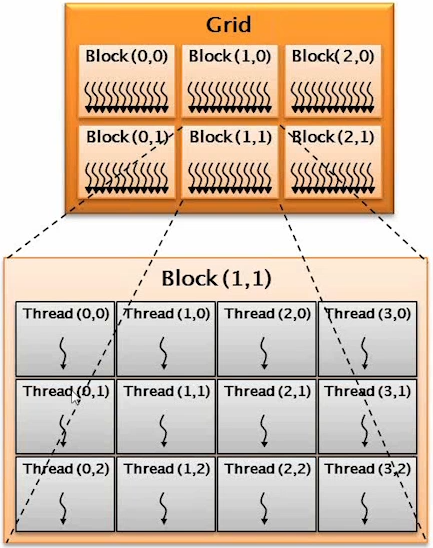 Grid
Block (0,0) Block (1,0) Block(2,0)
Block (0,1) Block (1,1) Block (2,1)
Block (1,1)
Thread (0,0) Thread (1,0) Thread (2,0) Thread (3,0)
Thread (0,1) Thread (1,1) Thread (2,1) Thread (3,1)
Thread (0,2) Thread (1,2) Thread (2,2) Thread (3,2)